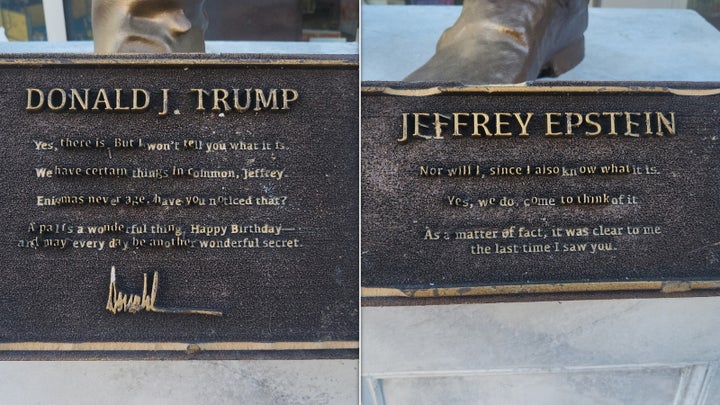 DONALD J. TRUMP
Yes, there is. But I won't tell you what it is.
We have certain things in common, Jeffrey.
Enigmas never age, have you noticed that?
A pal is a wonderful thing. Happy Birthday—
and may every day be another wonderful secret.
Donald
JEFFREY EPSTEIN
Nor will I, since I also know what it is.
Yes, we do, come to think of it
As a matter of fact, it was clear to me
the last time I saw you.